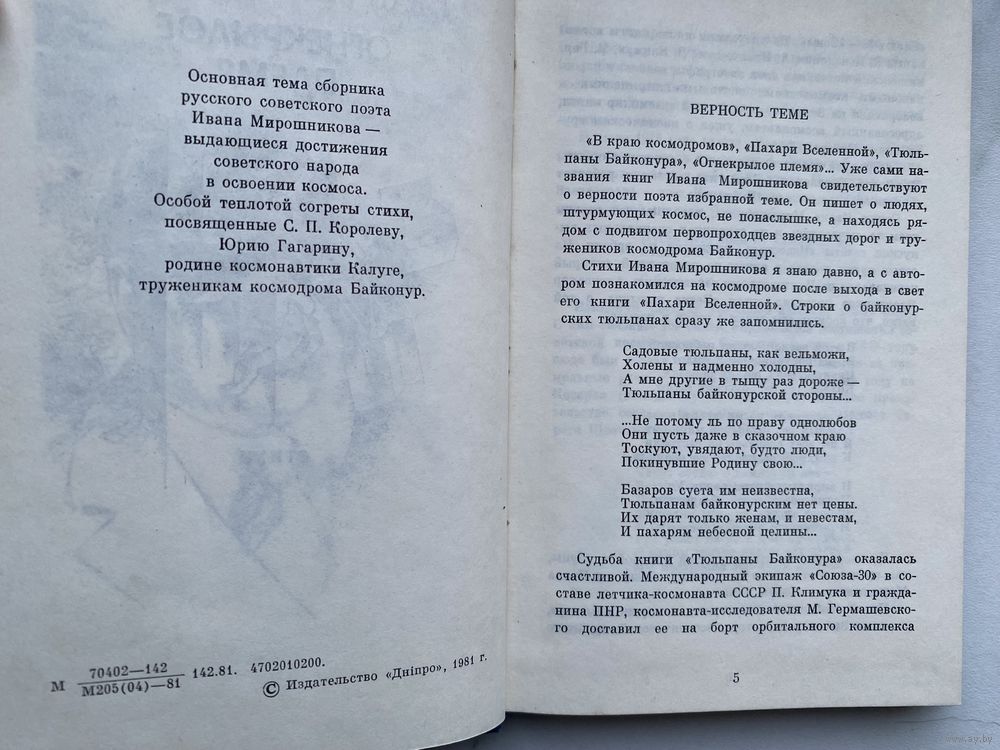 Основная тема сборника
русского советского поэта
Ивана Мирошникова —
выдающиеся достижения
советского народа
в освоении космоса.
Особой теплотой согреты стихи,
посвященные С. П. Королеву,
Юрию Гагарину,
родине космонавтики Калуге,
труженикам космодрома Байконур.
М 70402—142
М205(04)—81 142.81. 4702010200.
© Издательство «Дніпро», 1981 г.
ВЕРНОСТЬ ТЕМЕ
«В краю космодромов», «Пахари Вселенной», «Тюль-
паны Байконура», «Огнекрылое племя»... Уже сами на-
звания книг Ивана Мирошникова свидетельствуют
о верности поэта избранной теме. Он пишет о людях,
штурмующих космос, не понаслышке, а находясь ря-
дом с подвигом первопроходцев звездных дорог и тру-
жеников космодрома Байконур.
Стихи Ивана Мирошникова я знаю давно, а с авто-
ром познакомился на космодроме после выхода в свет
его книги «Пахари Вселенной». Строки о байконур-
ских тюльпанах сразу же запомнились.
Садовые тюльпаны, как вельможи,
Холены и надменно холодны,
А мне другие в тыщу раз дороже —
Тюльпаны байконурской стороны...
...Не потому ль по праву однолюбов
Они пусть даже в сказочном краю
Тоскуют, увядают, будто люди,
Покинувшие Родину свою...
Базаров суета им неизвестна,
Тюльпанам байконурским нет цены.
Их дарят только женам, и невестам,
И пахарям небесной целины...
Судьба книги «Тюльпаны Байконура» оказалась
счастливой. Международный экипаж «Союза-30» в со-
ставе летчика-космонавта СССР П. Климука и гражда-
нина ПНР, космонавта-исследователя М. Гермашевско-
го доставил ее на борт орбитального комплекса
5
www.ay.by